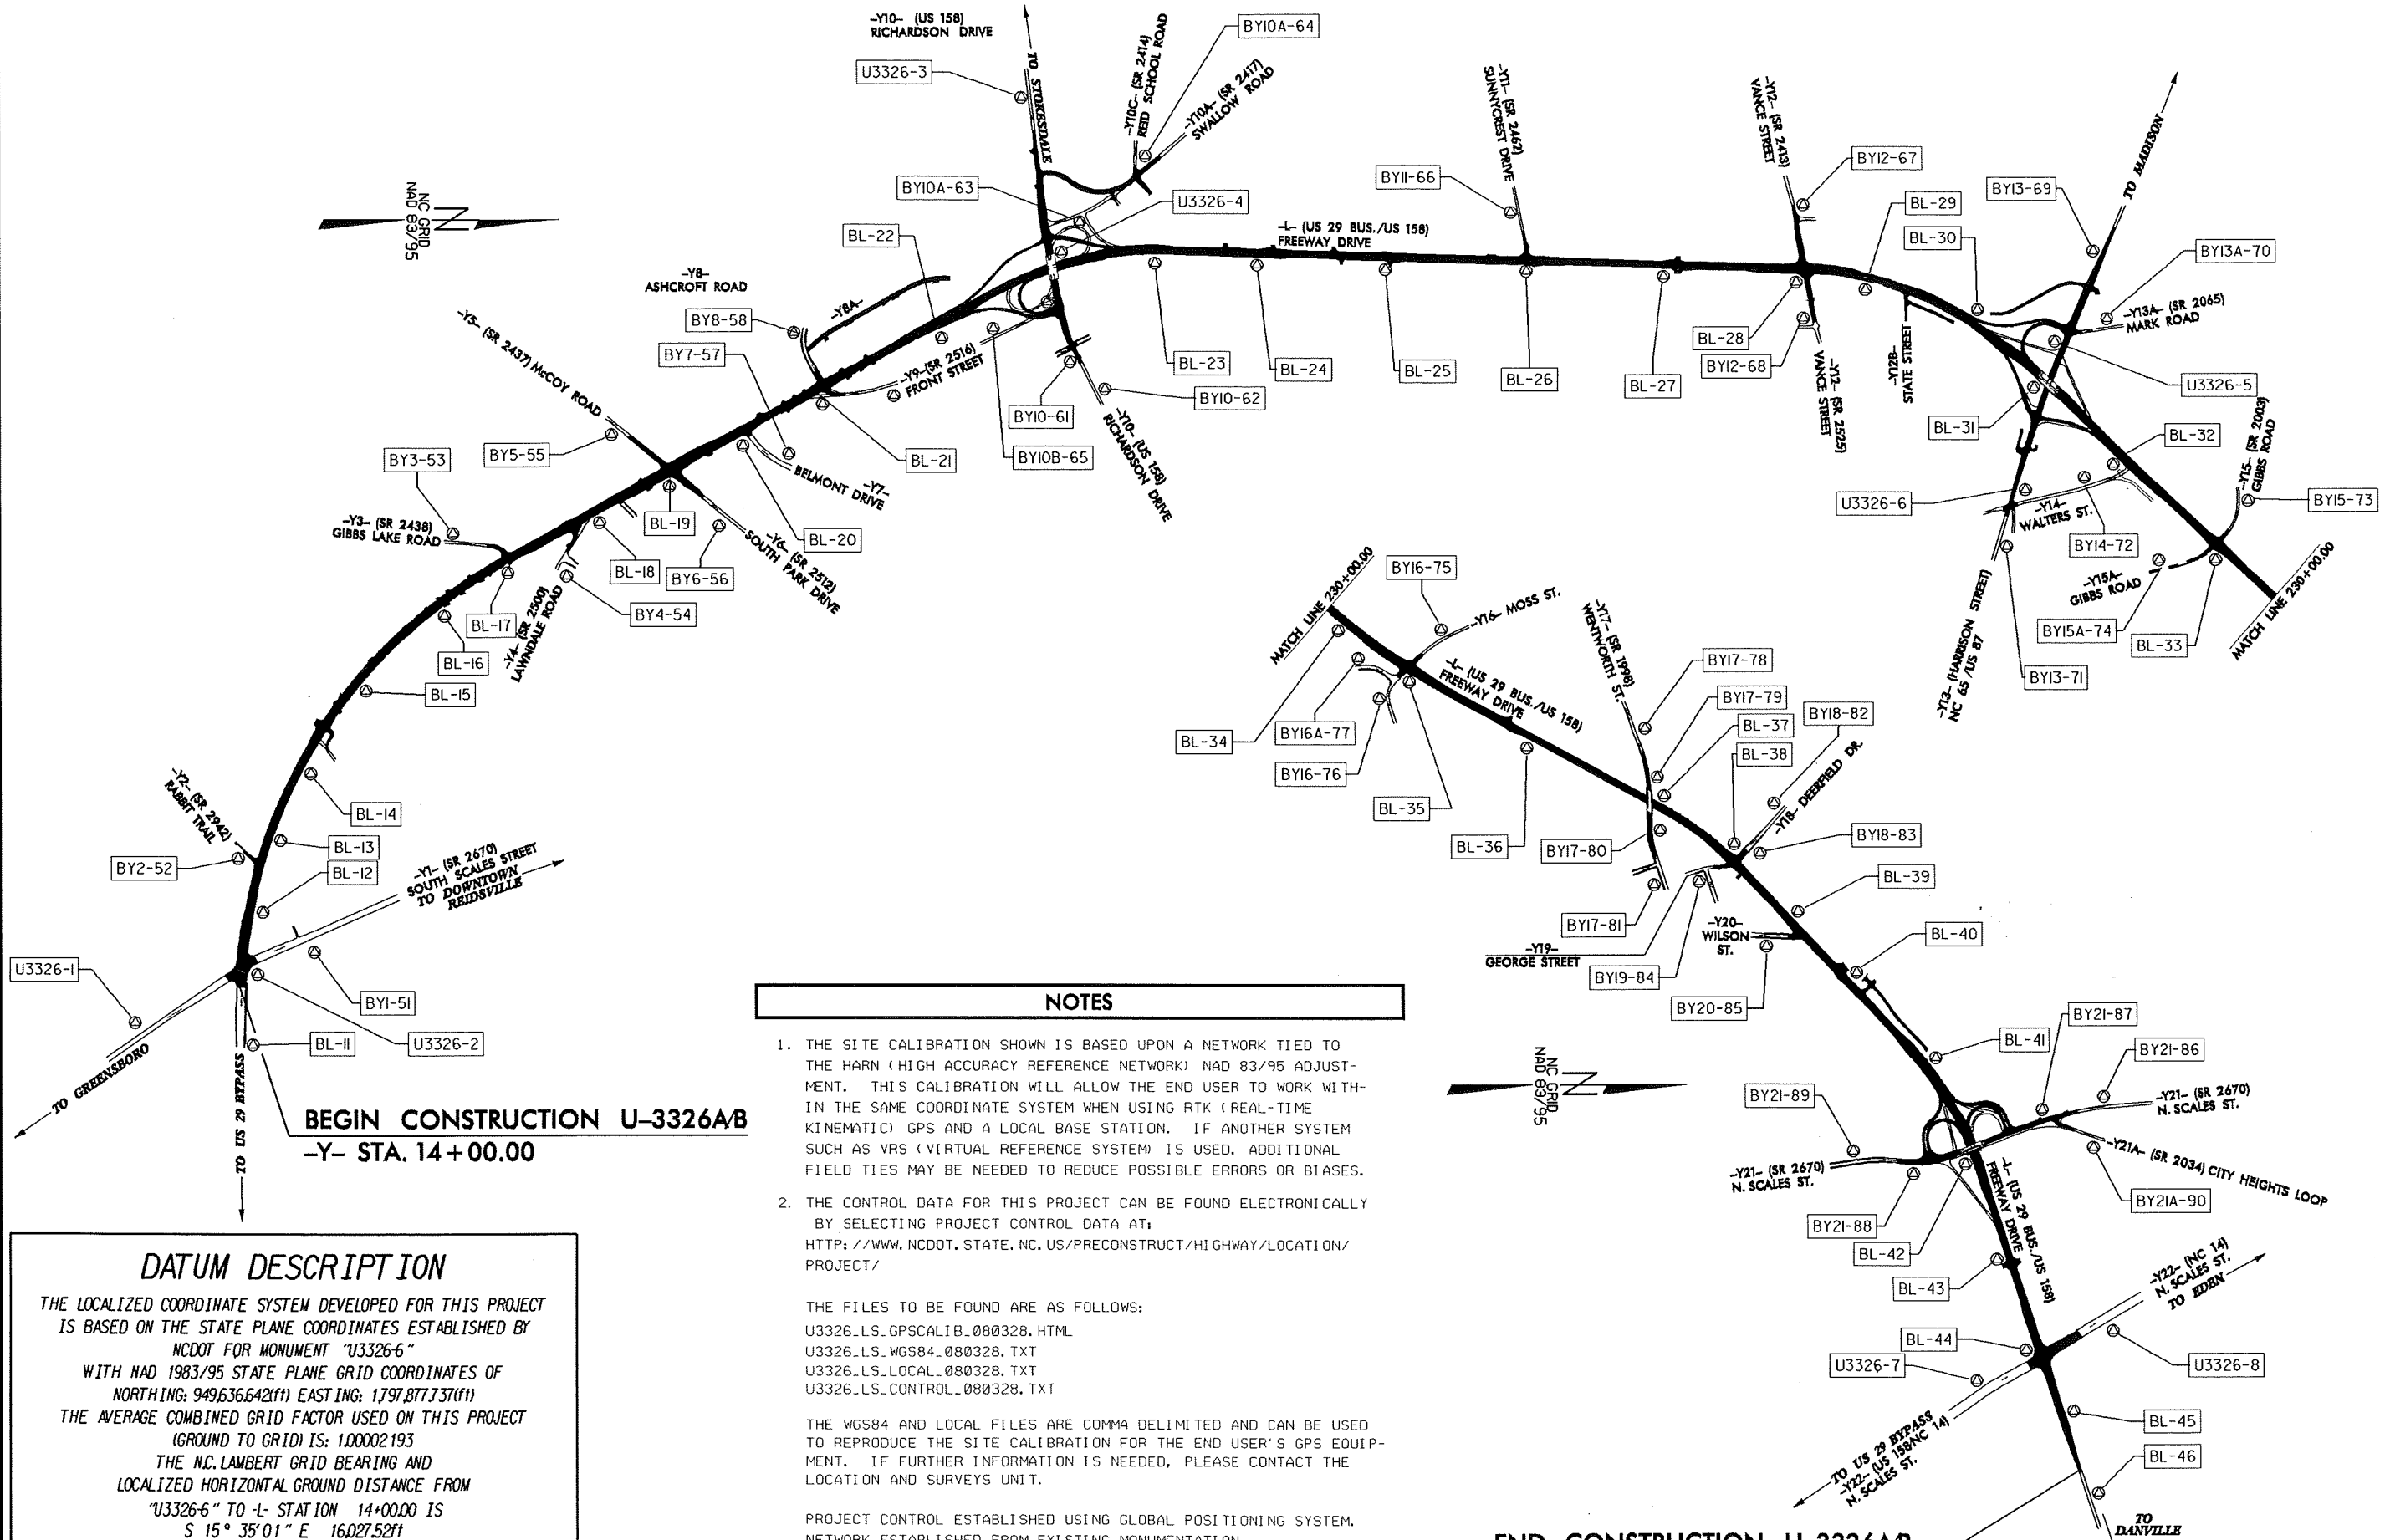 -Y10- (US 158)
RICHARDSON DRIVE
TO STOKESDALE
U3326-3
-Y10C- (SR 2414)
REID SCHOOL ROAD
BY10A-64
-Y10A- (SR 2417)
SWALLOW ROAD
BY10A-63
U3326-4
BL-22
NC GRID
NAD 83/95
-Y8-
ASHCROFT ROAD
-Y8A-
BY8-58
BY7-57
-Y5- (SR 2437) McCOY ROAD
-Y9- (SR 2516)
FRONT STREET
-L- (US 29 BUS./US 158)
FREEWAY DRIVE
BY11-66
-Y11- (SR 2462)
SUNNYCREST DRIVE
-Y12- (SR 2413)
VANCE STREET
BY12-67
BL-29
BL-30
BY13-69
TO MADISON
BY13A-70
-Y13A- (SR 2065)
MARK ROAD
BL-23
BL-24
BL-25
BL-26
BL-27
BL-28
BY12-68
-Y12- (SR 2525)
VANCE STREET
-Y12B-
STATE STREET
U3326-5
BL-31
BL-32
-Y15- (SR 2003)
GIBBS ROAD
BY15-73
BY10-61
BY10-62
-Y10- (US 158)
RICHARDSON DRIVE
BY10B-65
BL-21
BY3-53
BY5-55
-Y7-
BELMONT DRIVE
BL-20
BL-19
-Y6- (SR 2512)
SOUTH PARK DRIVE
BY6-56
-Y3- (SR 2438)
GIBBS LAKE ROAD
BL-18
BY4-54
BL-17
-Y4- (SR 2500)
LAWNDALE ROAD
BL-16
BL-15
BL-14
-Y2- (SR 2942)
RABBIT TRAIL
BY2-52
BL-13
BL-12
-Y1- (SR 2670)
SOUTH SCALES STREET
TO DOWNTOWN
REIDSVILLE
U3326-1
BY1-51
BL-11
U3326-2
TO GREENSBORO
TO US 29 BYPASS
BEGIN CONSTRUCTION U-3326A/B
-Y- STA. 14+00.00
U3326-6
-Y14-
WALTERS ST.
BY14-72
-Y15A-
GIBBS ROAD
BY15A-74
BL-33
MATCH LINE 230+00.00
BY13-71
-Y13- (HARRISON STREET)
NC 65 /US 87
MATCH LINE 230+00.00
BY16-75
-Y16- MOSS ST.
BL-34
BY16A-77
BY16-76
BL-35
-L- (US 29 BUS./US 158)
FREEWAY DRIVE
BL-36
-Y17- (SR 1998)
WENTWORTH ST.
BY17-78
BY17-79
BL-37
BL-38
BY18-82
-Y18- DEERFIELD DR.
BY18-83
BY17-80
BY17-81
BL-39
-Y20-
WILSON
ST.
BL-40
-Y19-
GEORGE STREET
BY19-84
BY20-85
NC GRID
NAD 83/95
BL-41
BY21-87
BY21-86
-Y21- (SR 2670)
N. SCALES ST.
BY21-89
-Y21A- (SR 2034) CITY HEIGHTS LOOP
BY21A-90
-Y21- (SR 2670)
N. SCALES ST.
BY21-88
BL-42
-L- (US 29 BUS./US 158)
FREEWAY DRIVE
BL-43
-Y22- (NC 14)
N. SCALES ST.
TO EDEN
BL-44
U3326-7
U3326-8
BL-45
BL-46
TO US 29 BYPASS
-Y22- (US 158/NC 14)
N. SCALES ST.
TO
DANVILLE
NOTES
1. THE SITE CALIBRATION SHOWN IS BASED UPON A NETWORK TIED TO
THE HARN (HIGH ACCURACY REFERENCE NETWORK) NAD 83/95 ADJUST-
MENT. THIS CALIBRATION WILL ALLOW THE END USER TO WORK WITH-
IN THE SAME COORDINATE SYSTEM WHEN USING RTK (REAL-TIME
KINEMATIC) GPS AND A LOCAL BASE STATION. IF ANOTHER SYSTEM
SUCH AS VRS (VIRTUAL REFERENCE SYSTEM) IS USED, ADDITIONAL
FIELD TIES MAY BE NEEDED TO REDUCE POSSIBLE ERRORS OR BIASES.
2. THE CONTROL DATA FOR THIS PROJECT CAN BE FOUND ELECTRONICALLY
BY SELECTING PROJECT CONTROL DATA AT:
HTTP://WWW.NCDOT.STATE.NC.US/PRECONSTRUCT/HIGHWAY/LOCATION/
PROJECT/
THE FILES TO BE FOUND ARE AS FOLLOWS:
U3326_LS_GPSCALIB_080328.HTML
U3326_LS_WGS84_080328.TXT
U3326_LS_LOCAL_080328.TXT
U3326_LS_CONTROL_080328.TXT
THE WGS84 AND LOCAL FILES ARE COMMA DELIMITED AND CAN BE USED
TO REPRODUCE THE SITE CALIBRATION FOR THE END USER'S GPS EQUIP-
MENT. IF FURTHER INFORMATION IS NEEDED, PLEASE CONTACT THE
LOCATION AND SURVEYS UNIT.
PROJECT CONTROL ESTABLISHED USING GLOBAL POSITIONING SYSTEM.
NETWORK ESTABLISHED FROM EXISTING MONUMENTATION
DATUM DESCRIPTION
THE LOCALIZED COORDINATE SYSTEM DEVELOPED FOR THIS PROJECT
IS BASED ON THE STATE PLANE COORDINATES ESTABLISHED BY
NCDOT FOR MONUMENT "U3326-6"
WITH NAD 1983/95 STATE PLANE GRID COORDINATES OF
NORTHING: 949,636.642(ft) EASTING: 1,797,877.737(ft)
THE AVERAGE COMBINED GRID FACTOR USED ON THIS PROJECT
(GROUND TO GRID) IS: 1.00002193
THE N.C. LAMBERT GRID BEARING AND
LOCALIZED HORIZONTAL GROUND DISTANCE FROM
"U3326-6" TO -L- STATION 14+00.00 IS
S 15° 35'01" E 16,027.52ft
END CONSTRUCTION U-3326A/B